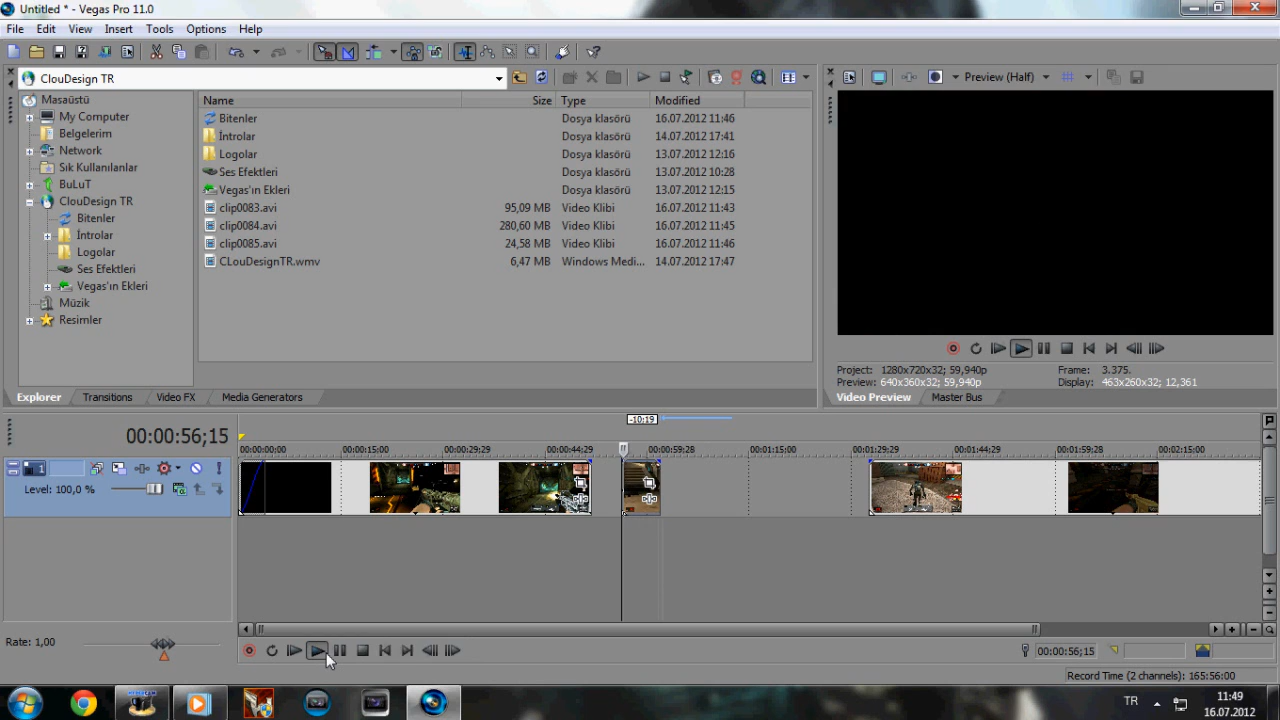 Untitled * - Vegas Pro 11.0
File Edit View Insert Tools Options Help
ClouDesign TR
Preview (Half)
Masaüstü
My Computer
Belgelerim
Network
Sık Kullanılanlar
BuLuT
ClouDesign TR
Bitenler
İntrolar
Logolar
Ses Efektleri
Vegas'ın Ekleri
Müzik
Resimler
Name Size Type Modified
Bitenler Dosya klasörü 16.07.2012 11:46
İntrolar Dosya klasörü 14.07.2012 17:41
Logolar Dosya klasörü 13.07.2012 12:16
Ses Efektleri Dosya klasörü 13.07.2012 10:28
Vegas'ın Ekleri Dosya klasörü 13.07.2012 12:15
clip0083.avi 95,09 MB Video Klibi 16.07.2012 11:43
clip0084.avi 280,60 MB Video Klibi 16.07.2012 11:45
clip0085.avi 24,58 MB Video Klibi 16.07.2012 11:46
CLouDesignTR.wmv 6,47 MB Windows Medi... 14.07.2012 17:47
Project: 1280x720x32; 59,940p Frame: 3.375.
Preview: 640x360x32; 59,940p Display: 463x260x32; 12,361
Explorer Transitions Video FX Media Generators
Video Preview Master Bus
-10:19
00:00:56;15
00:00:00;00 00:00:15;00 00:00:29;29 00:00:44;29 00:00:59;28 00:01:15;00 00:01:29;29 00:01:44;29 00:01:59;28 00:02:15;00
1
Level: 100,0 %
Rate: 1,00
00:00:56;15
Record Time (2 channels): 165:56:00
TR
11:49
16.07.2012